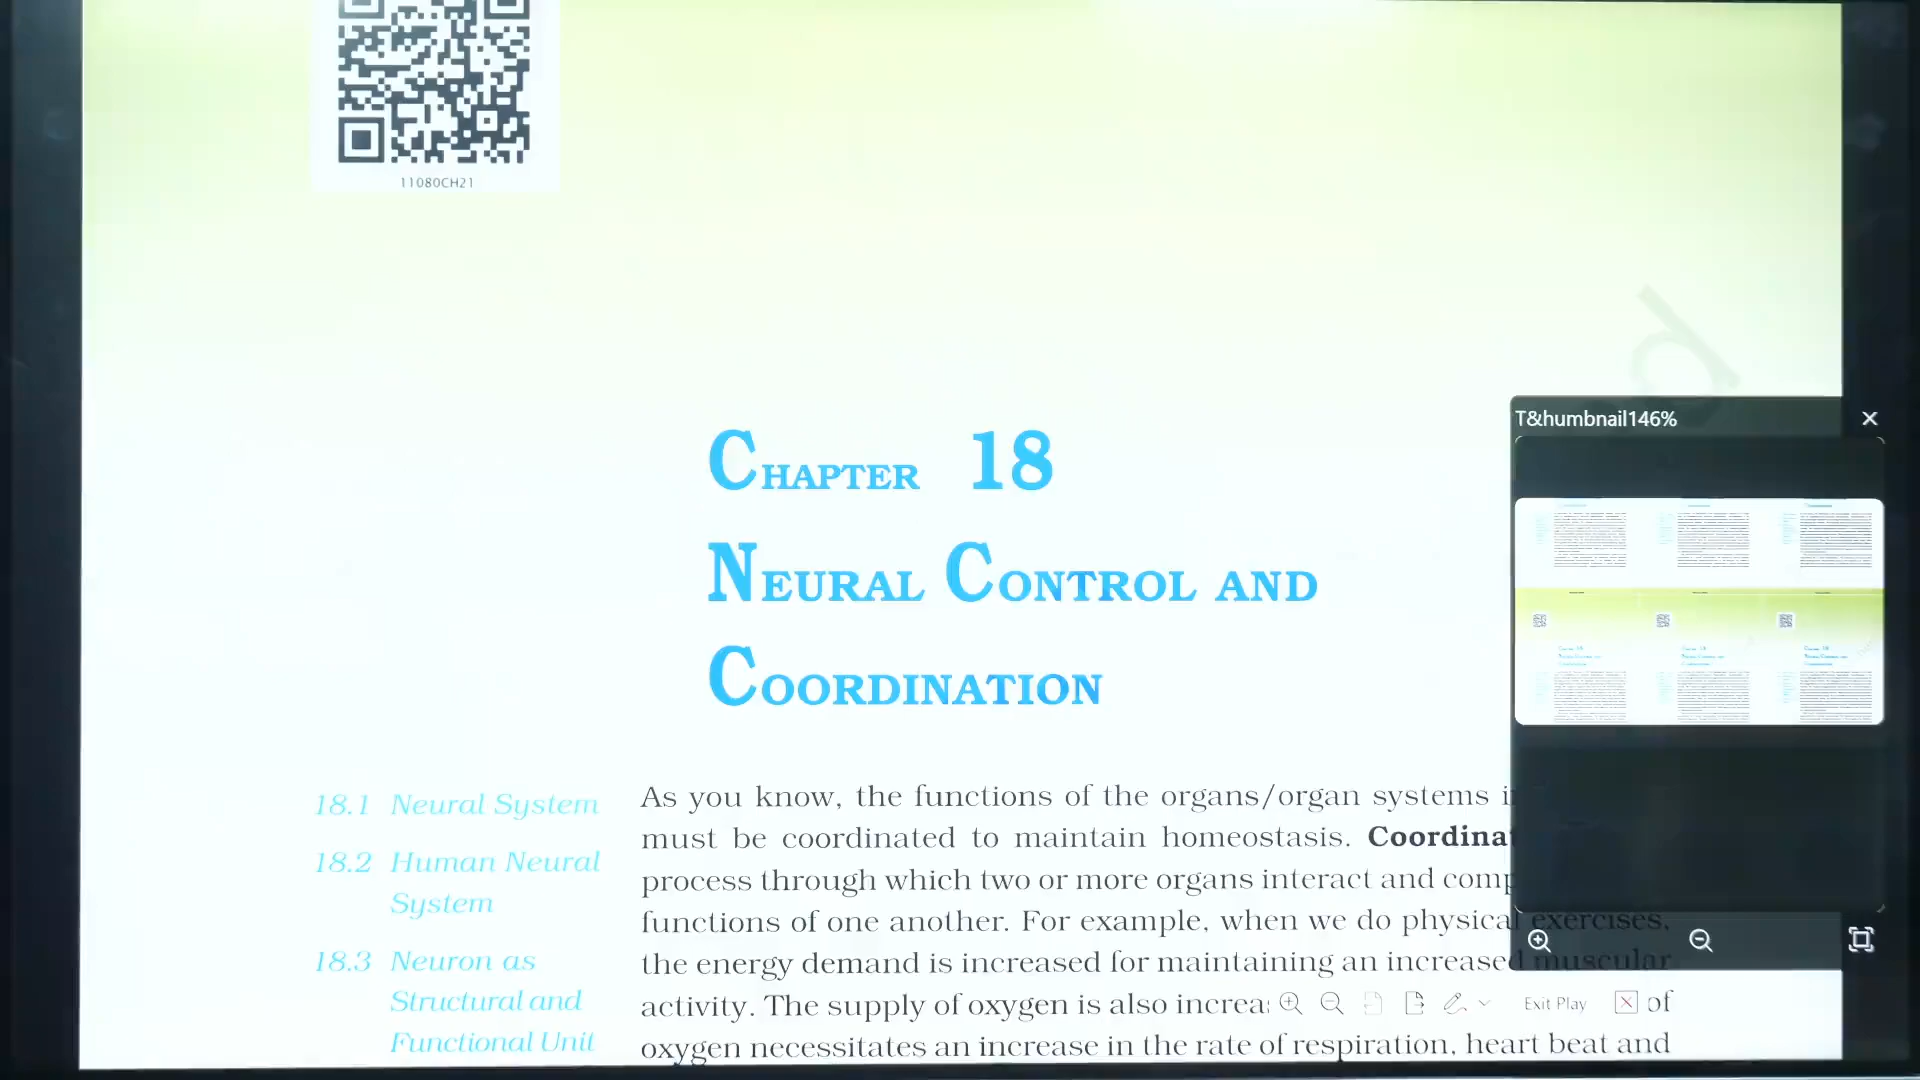 11080CH21
d
CHAPTER 18
NEURAL CONTROL AND
COORDINATION
18.1 Neural System
18.2 Human Neural
System
18.3 Neuron as
Structural and
Functional Unit
As you know, the functions of the organs/organ systems
must be coordinated to maintain homeostasis.
process through which two or more organs interact and
functions of one another. For example, when we do physical exercises,
the energy demand is increased for maintaining an increased muscular
activity. The supply of oxygen is also of
oxygen necessitates an increase in the rate of respiration, heart beat and
T&humbnail146%
Exit Play